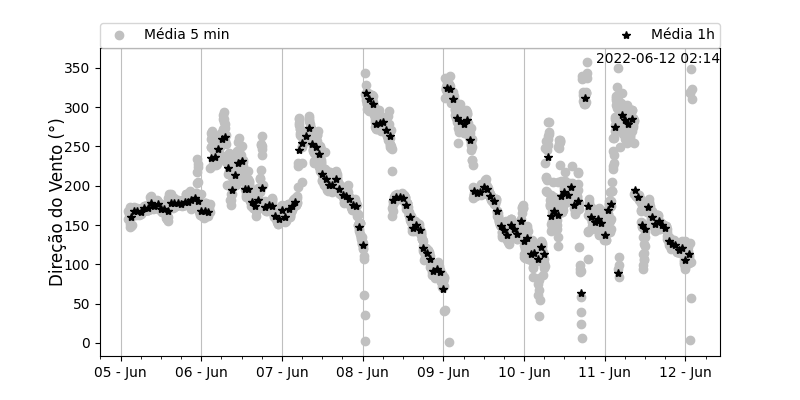 Média 5 min
Média 1h
2022-06-12 02:14
Direção do Vento (°)
350
300
250
200
150
100
50
0
05 - Jun
06 - Jun
07 - Jun
08 - Jun
09 - Jun
10 - Jun
11 - Jun
12 - Jun